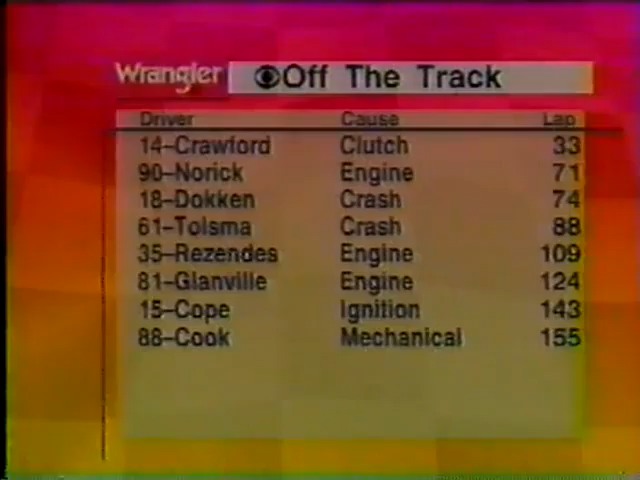 Wrangler Off The Track
Driver Cause Lap
14-Crawford Clutch 33
90-Norick Engine 71
18-Dokken Crash 74
61-Tolsma Crash 88
35-Rezendes Engine 109
81-Glanville Engine 124
15-Cope Ignition 143
88-Cook Mechanical 155